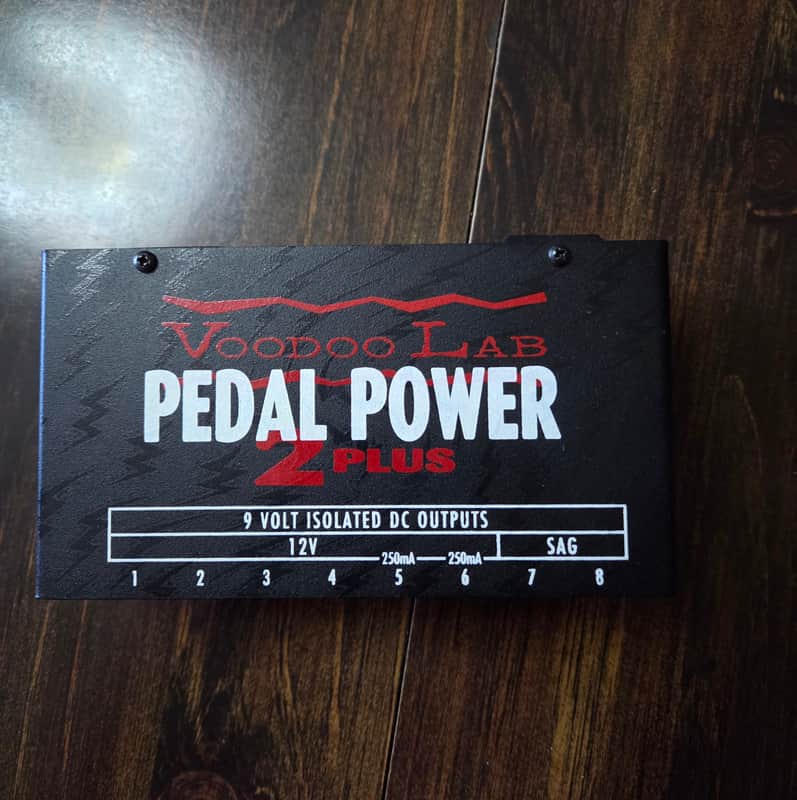 VOODOO LAB
PEDAL POWER
2 PLUS
9 VOLT ISOLATED DC OUTPUTS
12V 250mA 250mA SAG
1 2 3 4 5 6 7 8